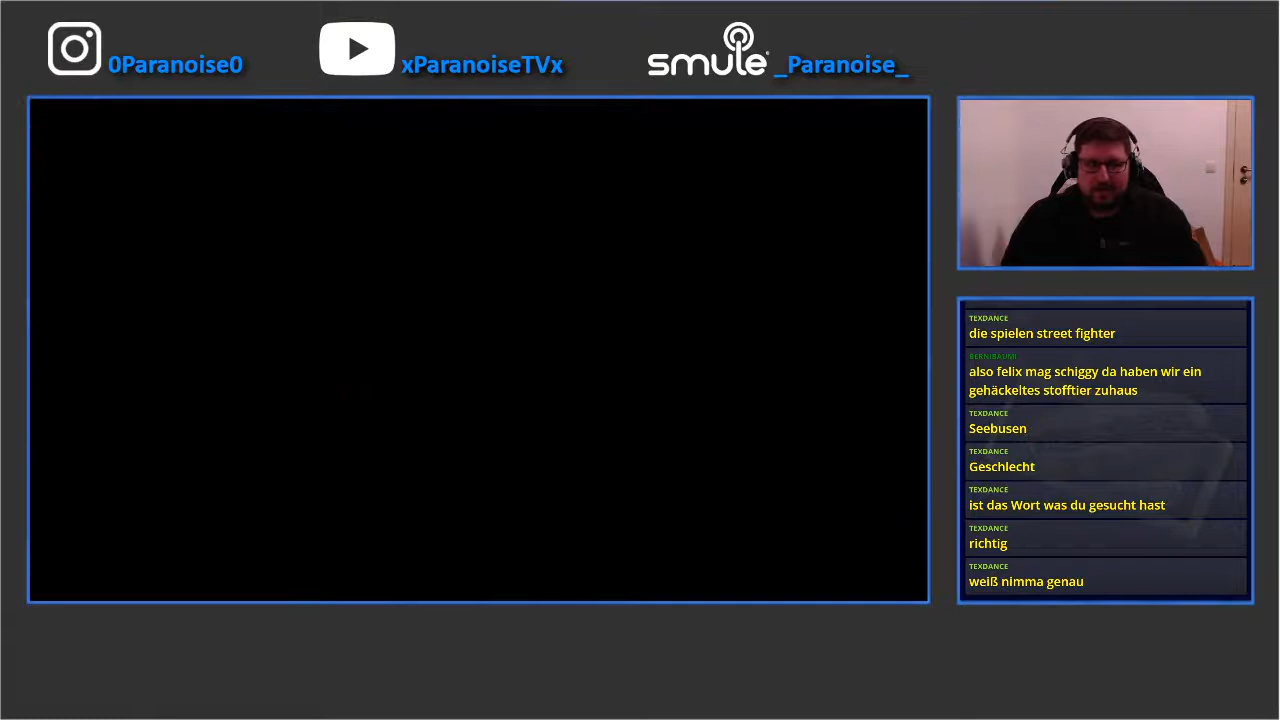 0Paranoise0
xParanoiseTVx
smule
_Paranoise_
TEXDANCE
die spielen street fighter
BERNIBAUMI
also felix mag schiggy da haben wir ein
gehäckeltes stofftier zuhaus
TEXDANCE
Seebusen
TEXDANCE
Geschlecht
TEXDANCE
ist das Wort was du gesucht hast
TEXDANCE
richtig
TEXDANCE
weiß nimma genau